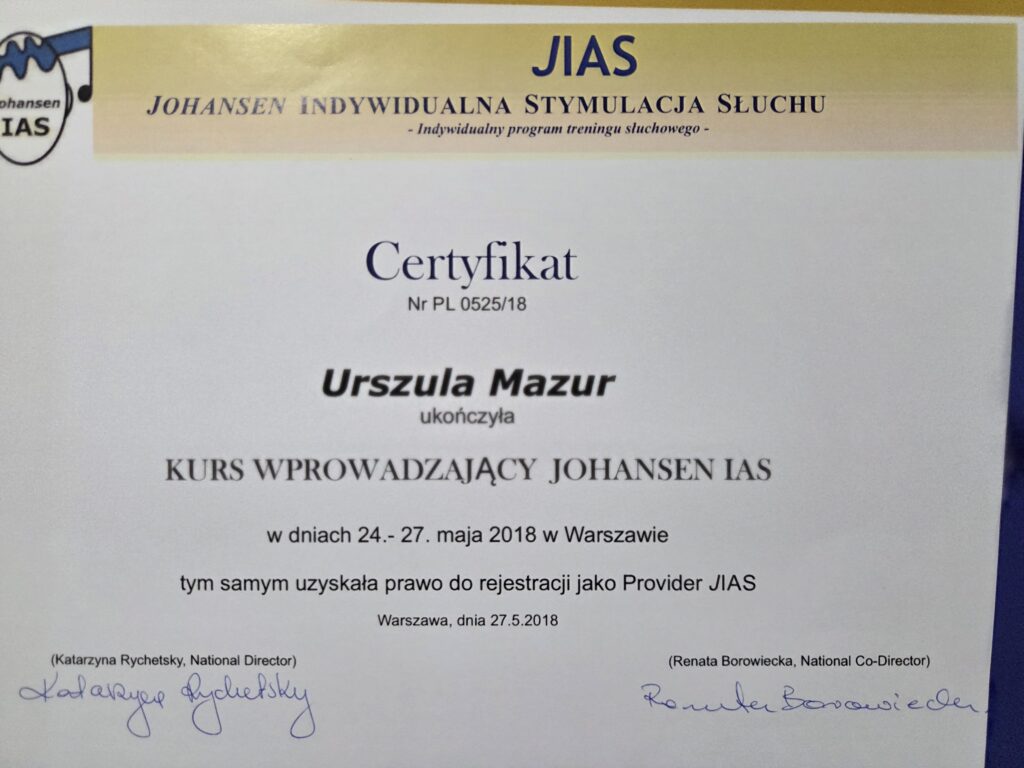 JIAS
JOHANSEN INDYWIDUALNA STYMULACJA SŁUCHU
- Indywidualny program treningu słuchowego -
ohansen
IAS
Certyfikat
Nr PL 0525/18
Urszula Mazur
ukończyła
KURS WPROWADZAJĄCY JOHANSEN IAS
w dniach 24.- 27. maja 2018 w Warszawie
tym samym uzyskała prawo do rejestracji jako Provider JIAS
Warszawa, dnia 27.5.2018
(Katarzyna Rychetsky, National Director)
Katarzyna Rychetsky
(Renata Borowiecka, National Co-Director)
Renata Borowiecka